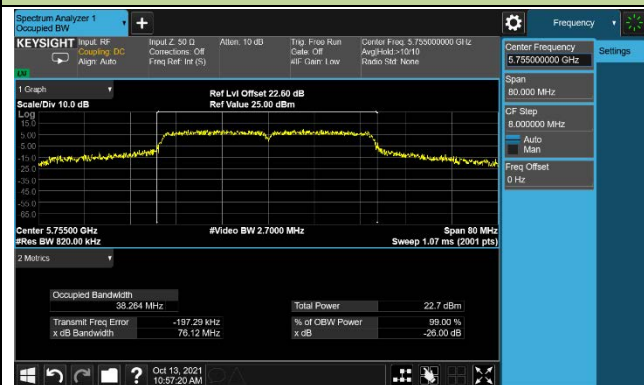 Spectrum Analyzer 1
Occupied BW
+
Frequency
KEYSIGHT
Input: RF
Coupling: DC
Align: Auto
Input Z: 50 Ω
Corrections: Off
Freq Ref: Int (S)
Atten: 10 dB
Trig: Free Run
Gate: Off
#IF Gain: Low
Center Freq: 5.755000000 GHz
Avg|Hold:>10/10
Radio Std: None
Center Frequency
5.755000000 GHz
Settings
Span
80.000 MHz
CF Step
8.000000 MHz
Auto
Man
Freq Offset
0 Hz
1 Graph
Scale/Div 10.0 dB
Ref Lvl Offset 22.60 dB
Ref Value 25.00 dBm
Log
15.0
5.00
-5.00
-15.0
-25.0
-35.0
-45.0
-55.0
-65.0
Center 5.75500 GHz
#Res BW 820.00 kHz
#Video BW 2.7000 MHz
Span 80 MHz
Sweep 1.07 ms (2001 pts)
2 Metrics
Occupied Bandwidth
38.264 MHz
Total Power 22.7 dBm
Transmit Freq Error -197.29 kHz
% of OBW Power 99.00 %
x dB Bandwidth 76.12 MHz
x dB -26.00 dB
?
Oct 13, 2021
10:57:20 AM